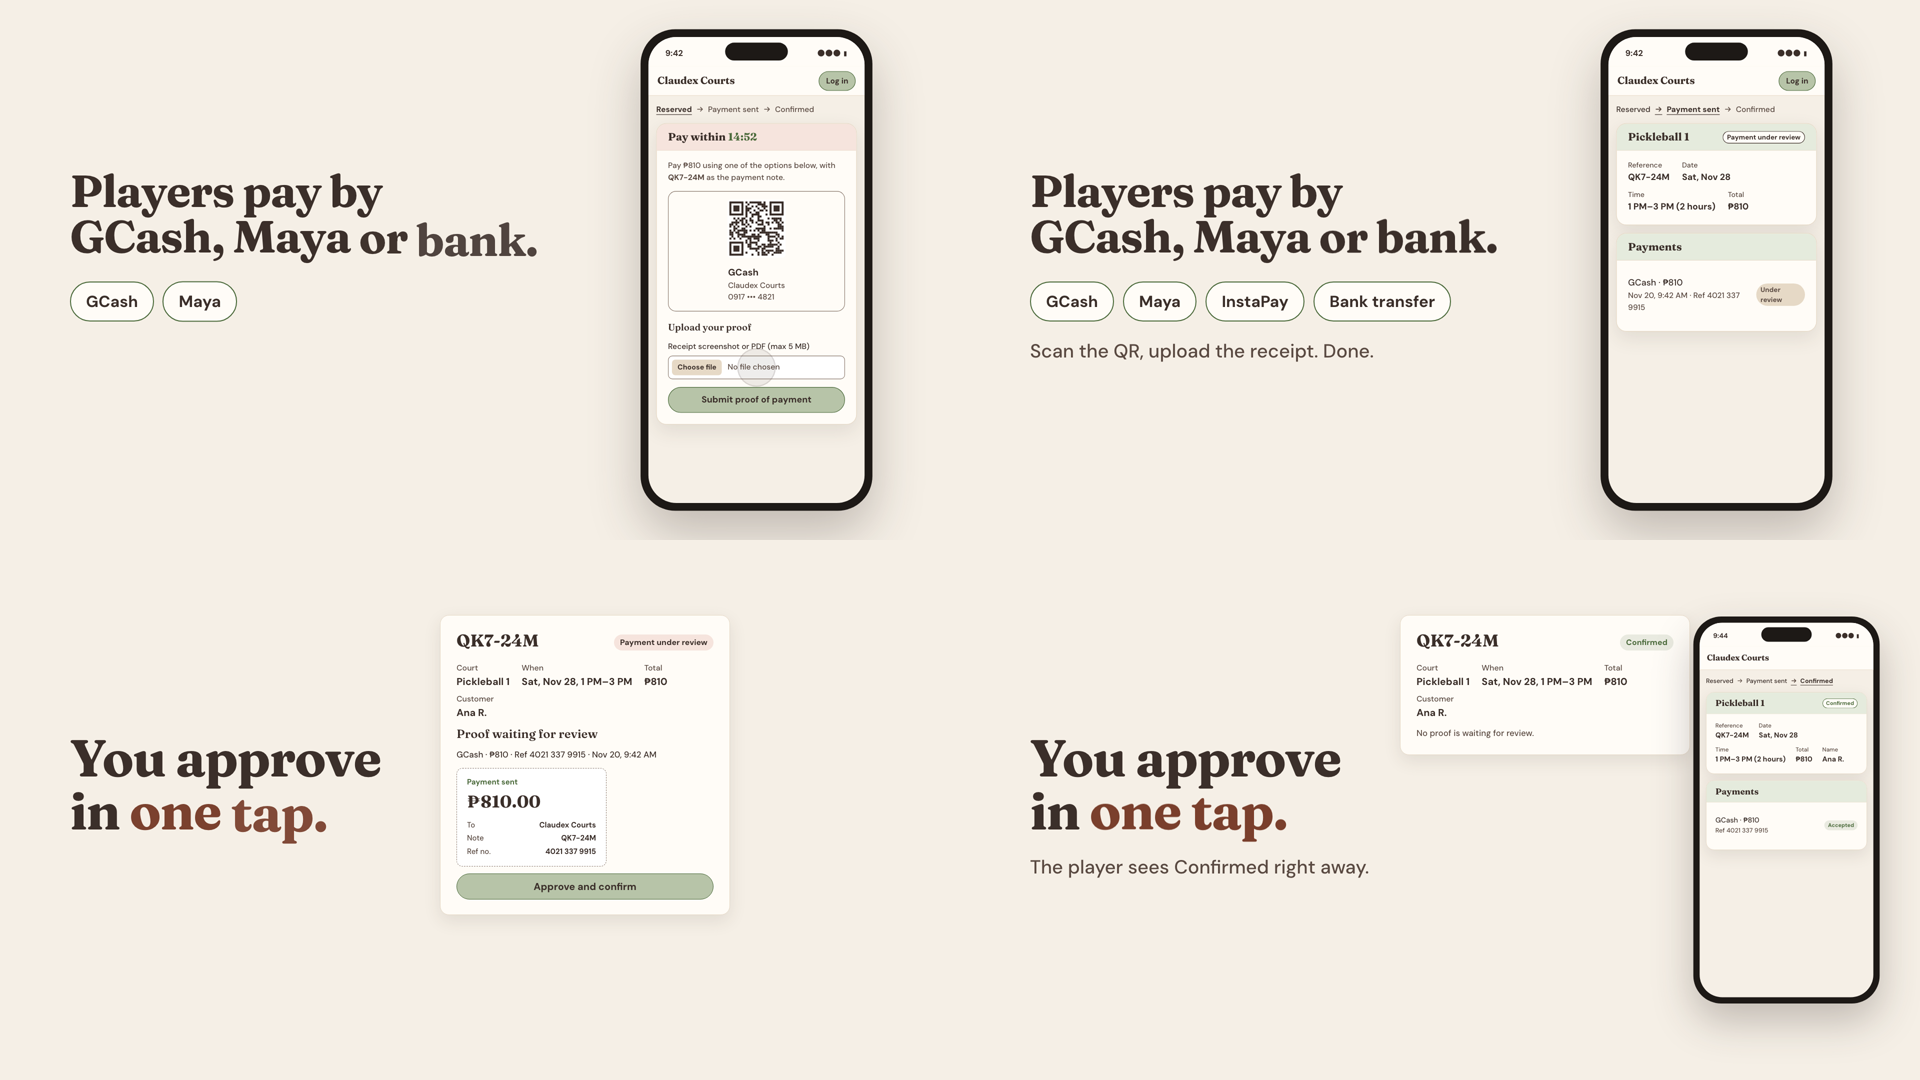 Players pay by
GCash, Maya or bank.
GCash
Maya
9:42
Claudex Courts
Log in
Reserved → Payment sent → Confirmed
Pay within 14:52
Pay ₱810 using one of the options below, with
QK7-24M as the payment note.
GCash
Claudex Courts
0917 ••• 4821
Upload your proof
Receipt screenshot or PDF (max 5 MB)
Choose file No file chosen
Submit proof of payment
Players pay by
GCash, Maya or bank.
GCash
Maya
InstaPay
Bank transfer
Scan the QR, upload the receipt. Done.
9:42
Claudex Courts
Log in
Reserved → Payment sent → Confirmed
Pickleball 1
Payment under review
Reference Date
QK7-24M Sat, Nov 28
Time Total
1 PM–3 PM (2 hours) ₱810
Payments
GCash · ₱810
Nov 20, 9:42 AM · Ref 4021 337
9915
Under
review
You approve
in one tap.
QK7-24M
Payment under review
Court When Total
Pickleball 1 Sat, Nov 28, 1 PM–3 PM ₱810
Customer
Ana R.
Proof waiting for review
GCash · ₱810 · Ref 4021 337 9915 · Nov 20, 9:42 AM
Payment sent
₱810.00
To Claudex Courts
Note QK7-24M
Ref no. 4021 337 9915
Approve and confirm
You approve
in one tap.
The player sees Confirmed right away.
QK7-24M
Confirmed
Court When Total
Pickleball 1 Sat, Nov 28, 1 PM–3 PM ₱810
Customer
Ana R.
No proof is waiting for review.
9:44
Claudex Courts
Reserved → Payment sent → Confirmed
Pickleball 1
Confirmed
Reference Date
QK7-24M Sat, Nov 28
Time Total Name
1 PM–3 PM (2 hours) ₱810 Ana R.
Payments
GCash · ₱810
Ref 4021 337 9915
Accepted